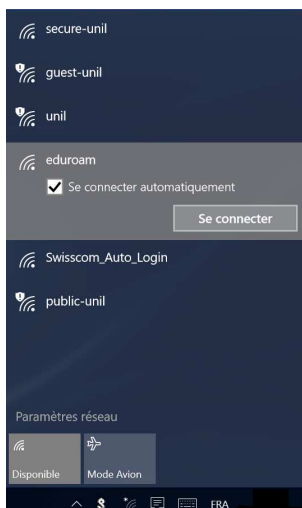 secure-unil
guest-unil
unil
eduroam
Se connecter automatiquement
Se connecter
Swisscom_Auto_Login
public-unil
Paramètres réseau
Disponible
Mode Avion
FRA